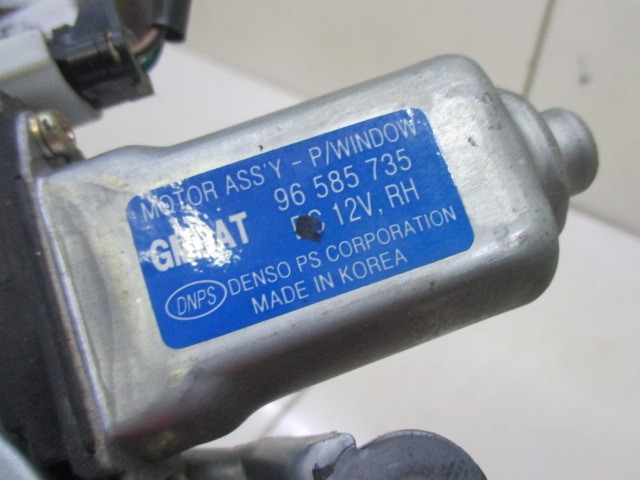 MOTOR ASS'Y - P/WINDOW
96 585 735
DC 12V, RH
DNPS DENSO PS CORPORATION
MADE IN KOREA